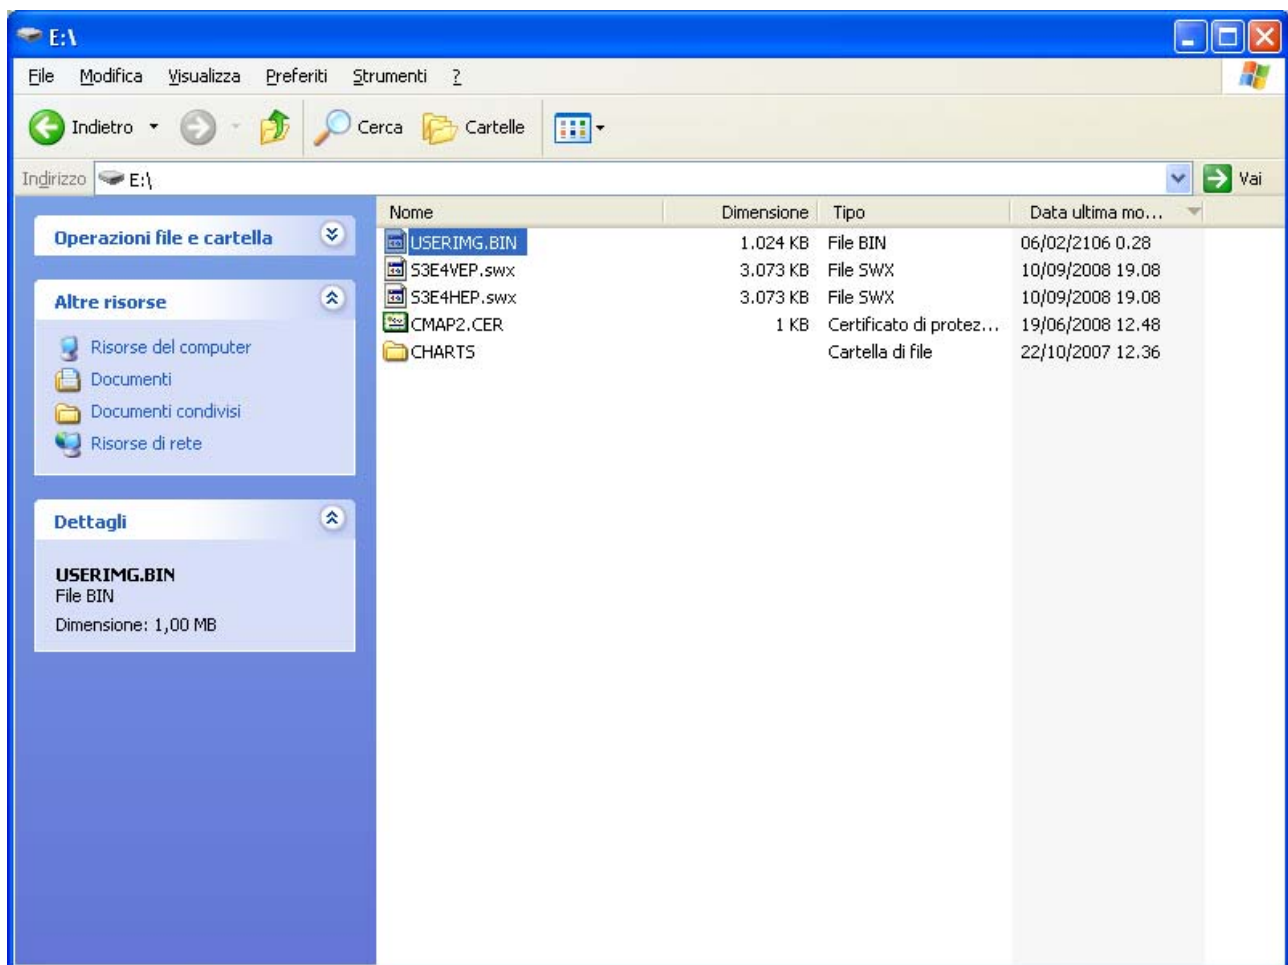 E:\
File Modifica Visualizza Preferiti Strumenti ?
Indietro Cerca Cartelle
Indirizzo E:\ Vai
Operazioni file e cartella
Altre risorse
Risorse del computer
Documenti
Documenti condivisi
Risorse di rete
Dettagli
USERIMG.BIN
File BIN
Dimensione: 1,00 MB
Nome Dimensione Tipo Data ultima mo...
USERIMG.BIN 1.024 KB File BIN 06/02/2106 0.28
S3E4VEP.swx 3.073 KB File SWX 10/09/2008 19.08
S3E4HEP.swx 3.073 KB File SWX 10/09/2008 19.08
CMAP2.CER 1 KB Certificato di protez... 19/06/2008 12.48
CHARTS Cartella di file 22/10/2007 12.36